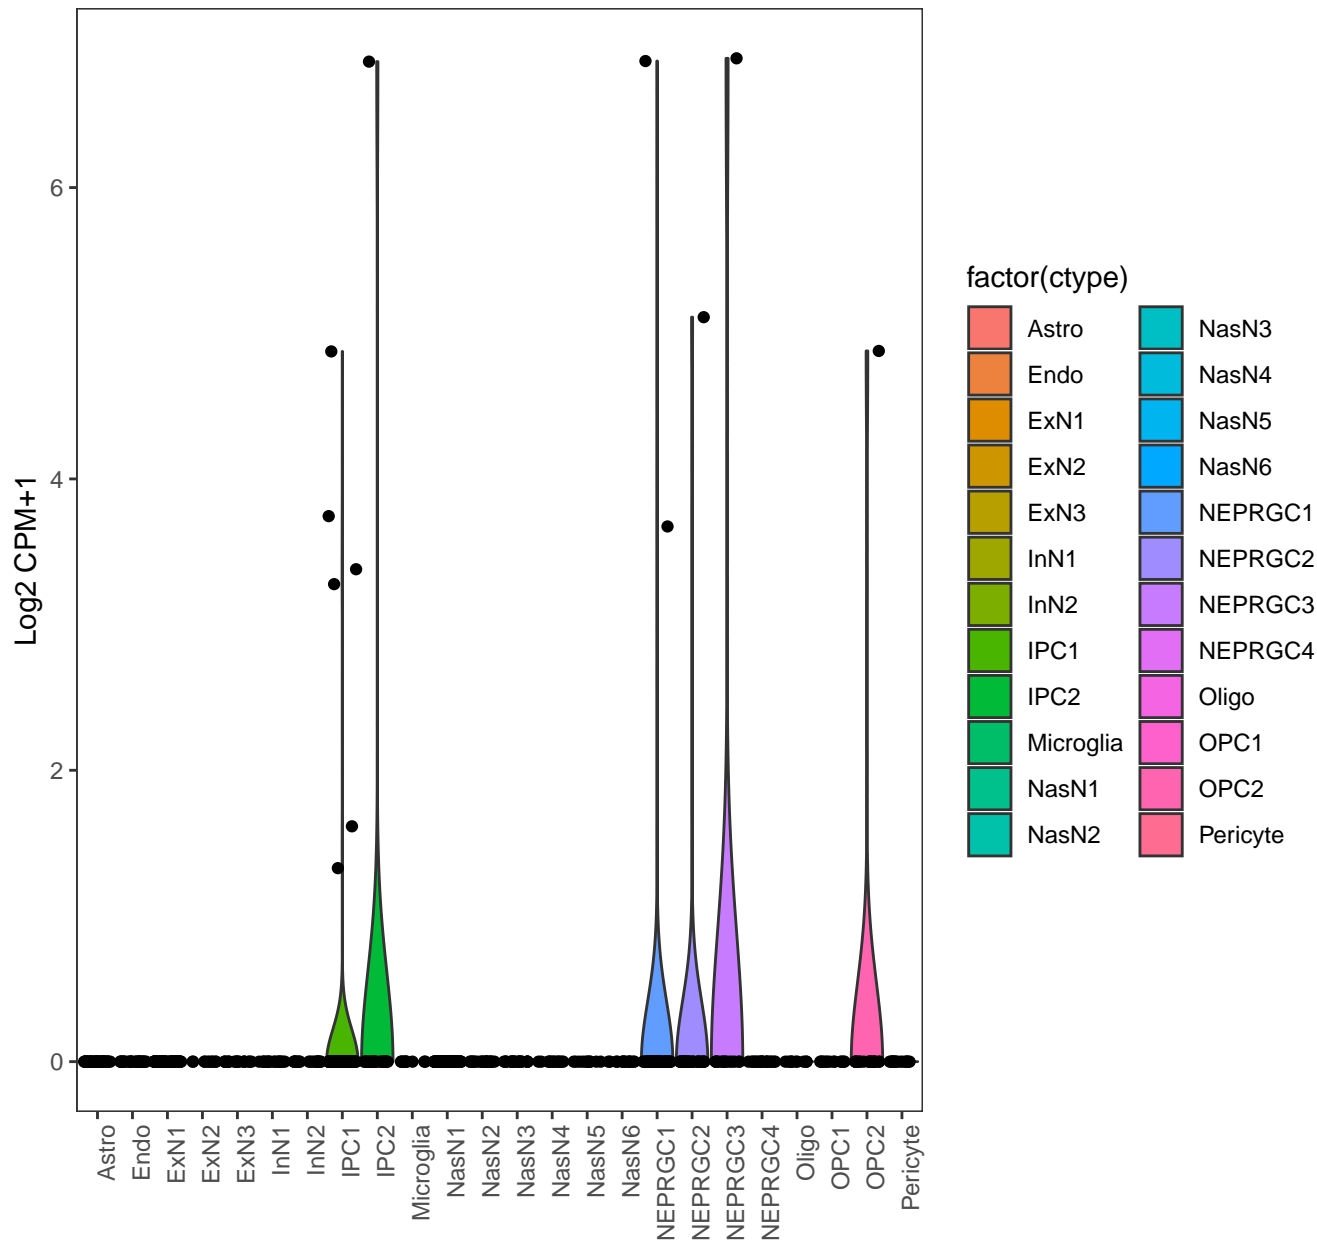 Log2 CPM+1
6
4
2
0
Astro
Endo
ExN1
ExN2
ExN3
InN1
InN2
IPC1
IPC2
Microglia
NasN1
NasN2
NasN3
NasN4
NasN5
NasN6
NEPRGC1
NEPRGC2
NEPRGC3
NEPRGC4
Oligo
OPC1
OPC2
Pericyte
factor(ctype)
Astro
Endo
ExN1
ExN2
ExN3
InN1
InN2
IPC1
IPC2
Microglia
NasN1
NasN2
NasN3
NasN4
NasN5
NasN6
NEPRGC1
NEPRGC2
NEPRGC3
NEPRGC4
Oligo
OPC1
OPC2
Pericyte